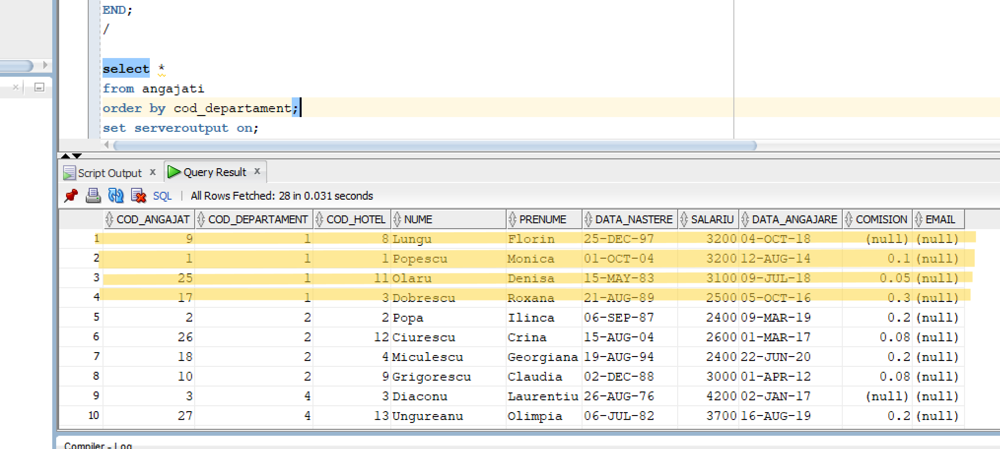 END;
/
select *
from angajati
order by cod_departament;
set serveroutput on;
Script Output x Query Result x
SQL | All Rows Fetched: 28 in 0.031 seconds
COD_ANGAJAT COD_DEPARTAMENT COD_HOTEL NUME PRENUME DATA_NASTERE SALARIU DATA_ANGAJARE COMISION EMAIL
1 9 1 8 Lungu Florin 25-DEC-97 3200 04-OCT-18 (null) (null)
2 1 1 1 Popescu Monica 01-OCT-04 3200 12-AUG-14 0.1 (null)
3 25 1 11 Olaru Denisa 15-MAY-83 3100 09-JUL-18 0.05 (null)
4 17 1 3 Dobrescu Roxana 21-AUG-89 2500 05-OCT-16 0.3 (null)
5 2 2 2 Popa Ilinca 06-SEP-87 2400 09-MAR-19 0.2 (null)
6 26 2 12 Ciurescu Crina 15-AUG-04 2600 01-MAR-17 0.08 (null)
7 18 2 4 Miculescu Georgiana 19-AUG-94 2400 22-JUN-20 0.2 (null)
8 10 2 9 Grigorescu Claudia 02-DEC-88 3000 01-APR-12 0.08 (null)
9 3 4 3 Diaconu Laurentiu 26-AUG-76 4200 02-JAN-17 (null) (null)
10 27 4 13 Ungureanu Olimpia 06-JUL-82 3700 16-AUG-19 0.2 (null)
Compiler - Log